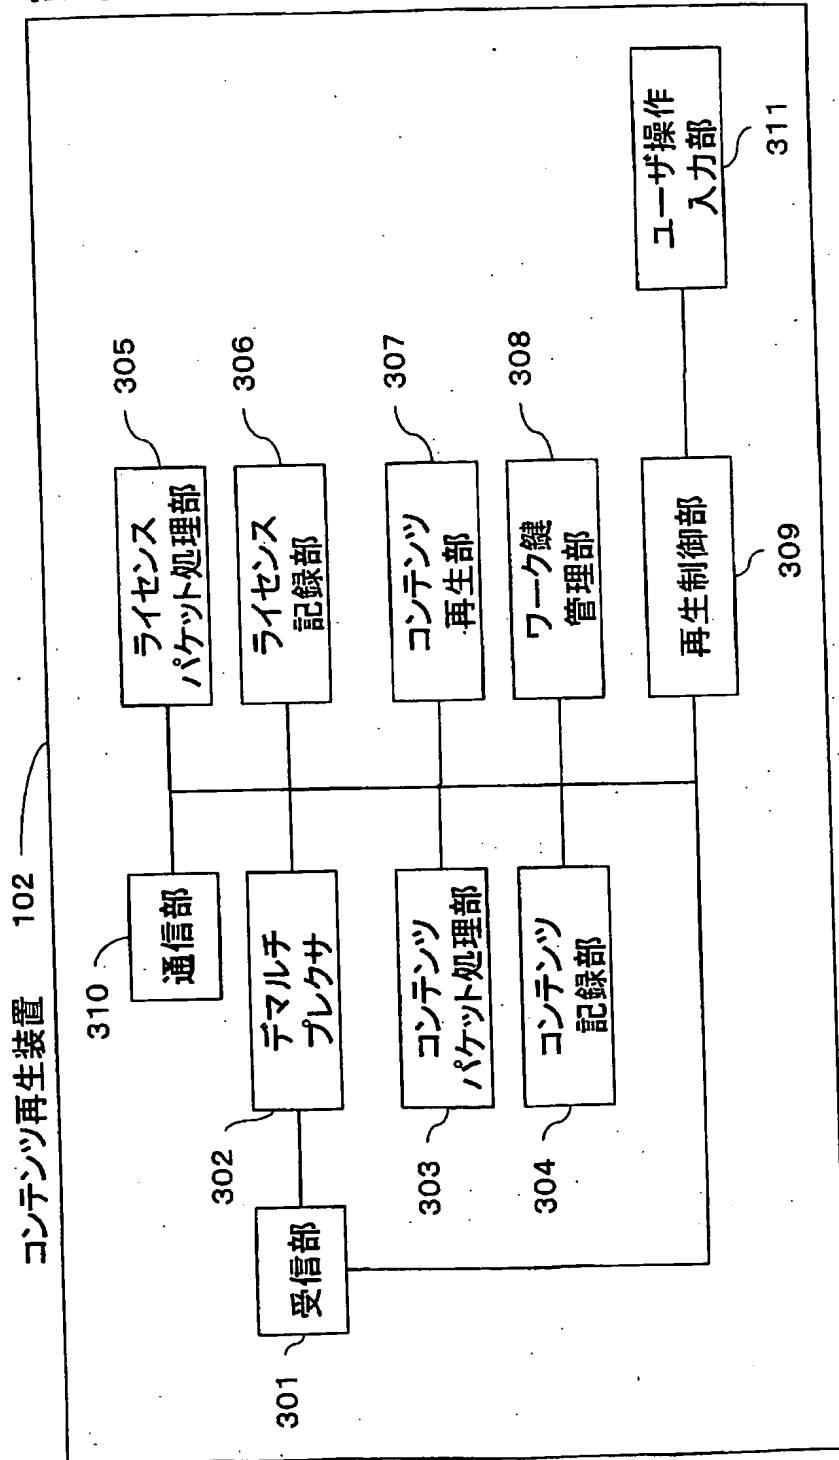 コンテンツ再生装置 102
310
通信部
ライセンス
パケット処理部
305
302
デマルチ
プレクサ
ライセンス
記録部
306
301
受信部
303
コンテンツ
パケット処理部
コンテンツ
再生部
307
304
コンテンツ
記録部
ワーク鍵
管理部
308
再生制御部
309
ユーザ操作
入力部
311